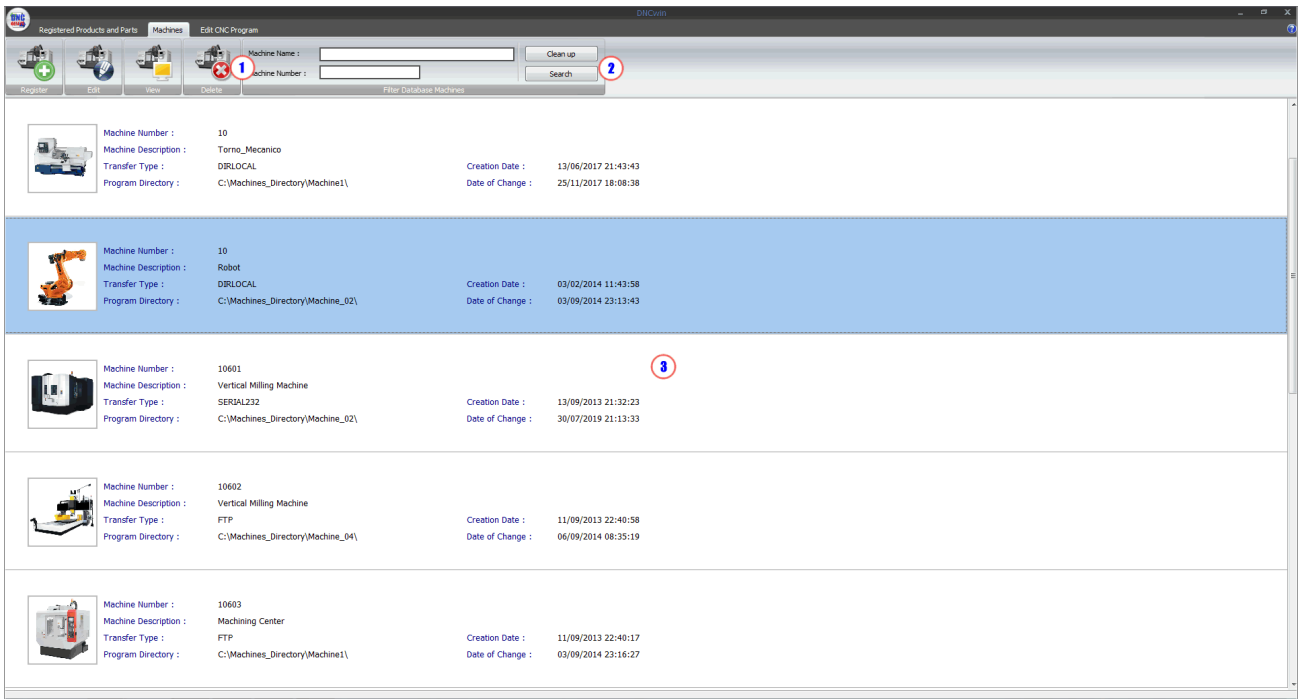 DNCwin
DNC
Registered Products and Parts Machines Edit CNC Program
Machine Name : Clean up
1 2
Machine Number : Search
Register Edit View Delete Filter Database Machines
Machine Number : 10
Machine Description : Torno_Mecanico
Transfer Type : DIRLOCAL Creation Date : 13/06/2017 21:43:43
Program Directory : C:\Machines_Directory\Machine1\ Date of Change : 25/11/2017 18:08:38
Machine Number : 10
Machine Description : Robot
Transfer Type : DIRLOCAL Creation Date : 03/02/2014 11:43:58
Program Directory : C:\Machines_Directory\Machine_02\ Date of Change : 03/09/2014 23:13:43
Machine Number : 10601 3
Machine Description : Vertical Milling Machine
Transfer Type : SERIAL232 Creation Date : 13/09/2013 21:32:23
Program Directory : C:\Machines_Directory\Machine_02\ Date of Change : 30/07/2019 21:13:33
Machine Number : 10602
Machine Description : Vertical Milling Machine
Transfer Type : FTP Creation Date : 11/09/2013 22:40:58
Program Directory : C:\Machines_Directory\Machine_04\ Date of Change : 06/09/2014 08:35:19
Machine Number : 10603
Machine Description : Machining Center
Transfer Type : FTP Creation Date : 11/09/2013 22:40:17
Program Directory : C:\Machines_Directory\Machine1\ Date of Change : 03/09/2014 23:16:27